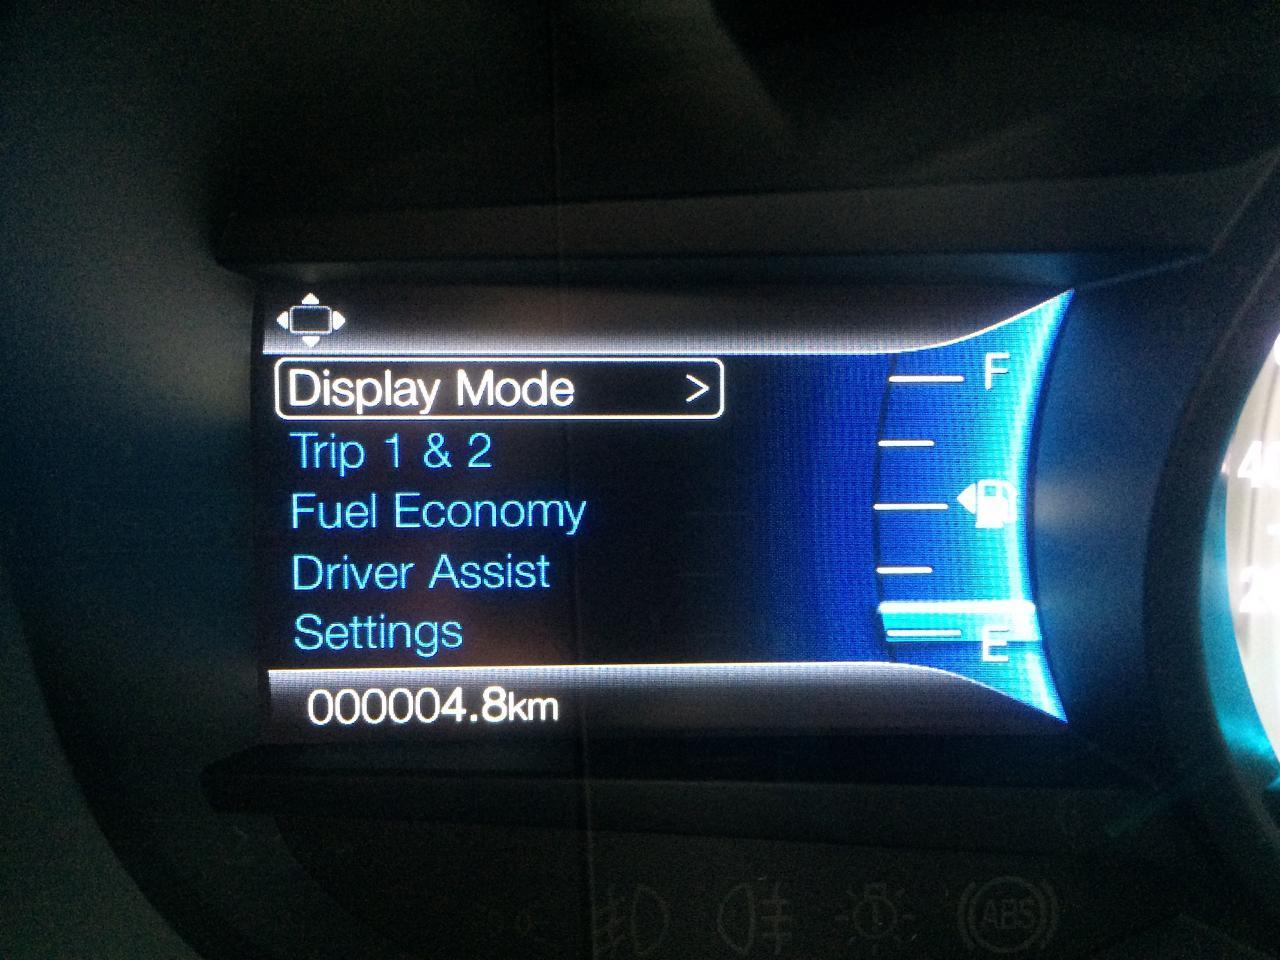 Display Mode >
Trip 1 & 2
Fuel Economy
Driver Assist
Settings
000004.8km
F
E
ABS